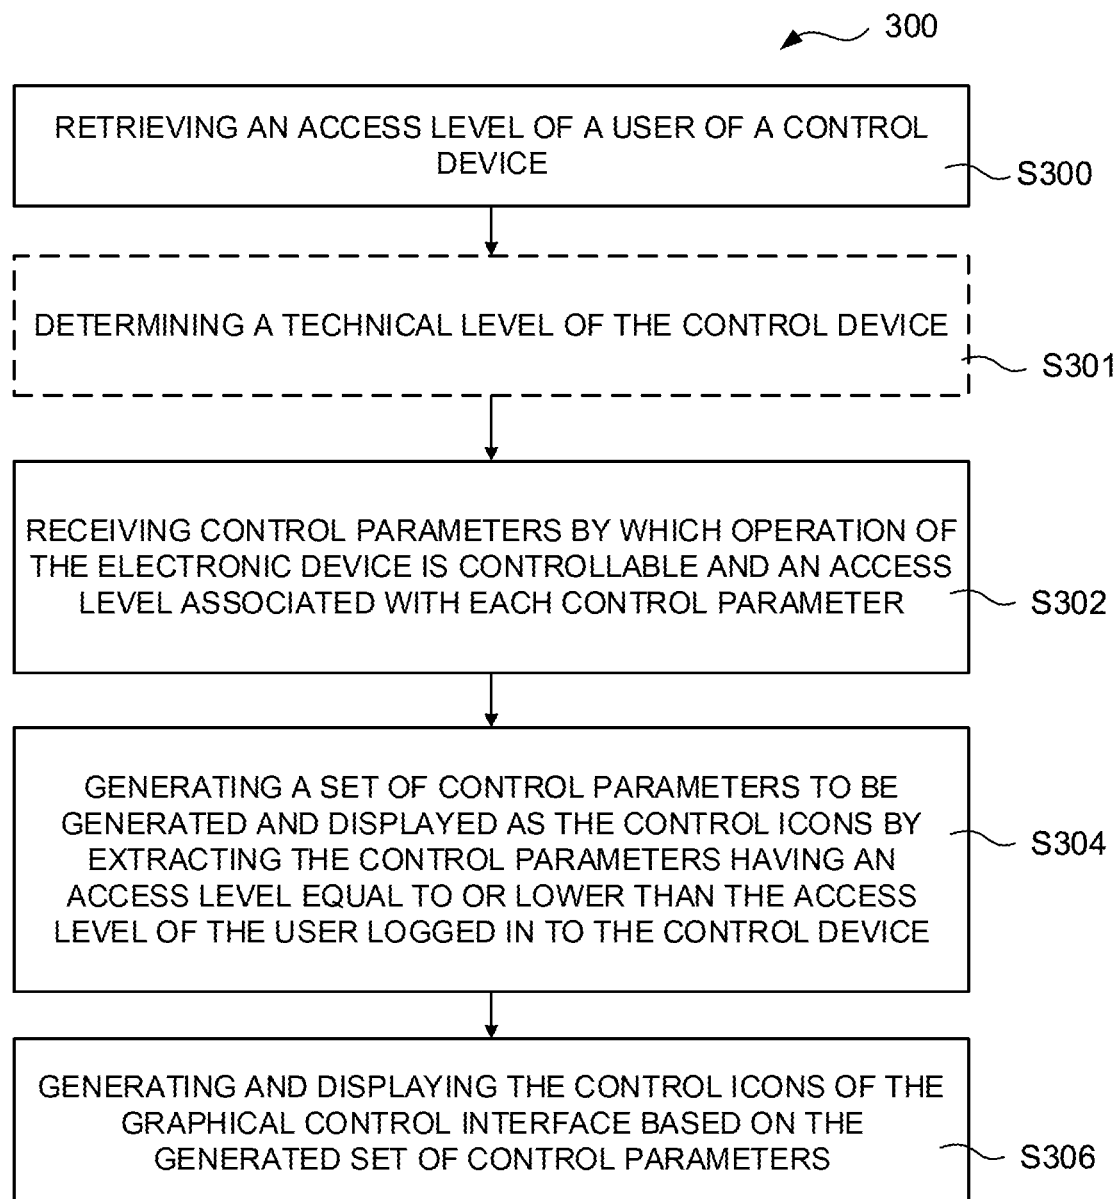 300
RETRIEVING AN ACCESS LEVEL OF A USER OF A CONTROL
DEVICE
S300
DETERMINING A TECHNICAL LEVEL OF THE CONTROL DEVICE
S301
RECEIVING CONTROL PARAMETERS BY WHICH OPERATION OF
THE ELECTRONIC DEVICE IS CONTROLLABLE AND AN ACCESS
LEVEL ASSOCIATED WITH EACH CONTROL PARAMETER
S302
GENERATING A SET OF CONTROL PARAMETERS TO BE
GENERATED AND DISPLAYED AS THE CONTROL ICONS BY
EXTRACTING THE CONTROL PARAMETERS HAVING AN
ACCESS LEVEL EQUAL TO OR LOWER THAN THE ACCESS
LEVEL OF THE USER LOGGED IN TO THE CONTROL DEVICE
S304
GENERATING AND DISPLAYING THE CONTROL ICONS OF THE
GRAPHICAL CONTROL INTERFACE BASED ON THE
GENERATED SET OF CONTROL PARAMETERS
S306